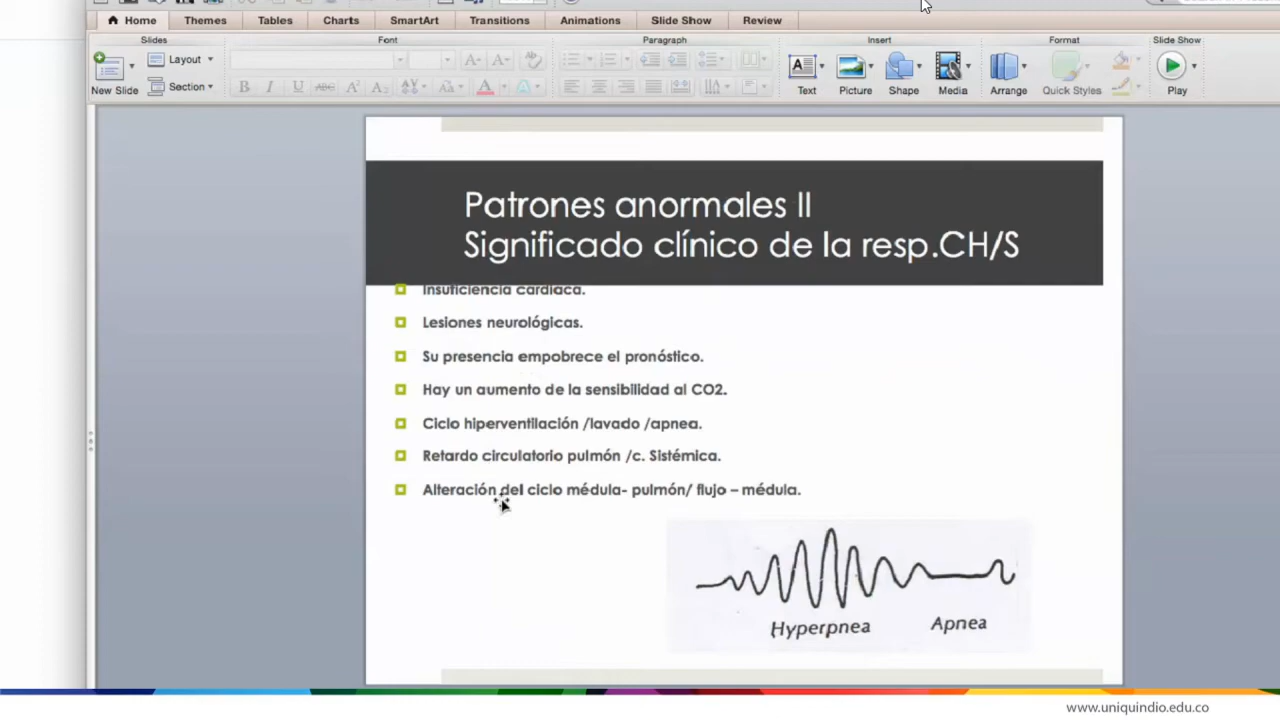 Home Themes Tables Charts SmartArt Transitions Animations Slide Show Review
Slides Font Paragraph Insert Format Slide Show
Layout
New Slide Section
B I U ABC A² A₂ Text Picture Shape Media Arrange Quick Styles Play
Patrones anormales II
Significado clínico de la resp.CH/S
Insuficiencia cardiaca.
Lesiones neurológicas.
Su presencia empobrece el pronóstico.
Hay un aumento de la sensibilidad al CO2.
Ciclo hiperventilación /lavado /apnea.
Retardo circulatorio pulmón /c. Sistémica.
Alteración del ciclo médula- pulmón/ flujo – médula.
Hyperpnea Apnea
www.uniquindio.edu.co